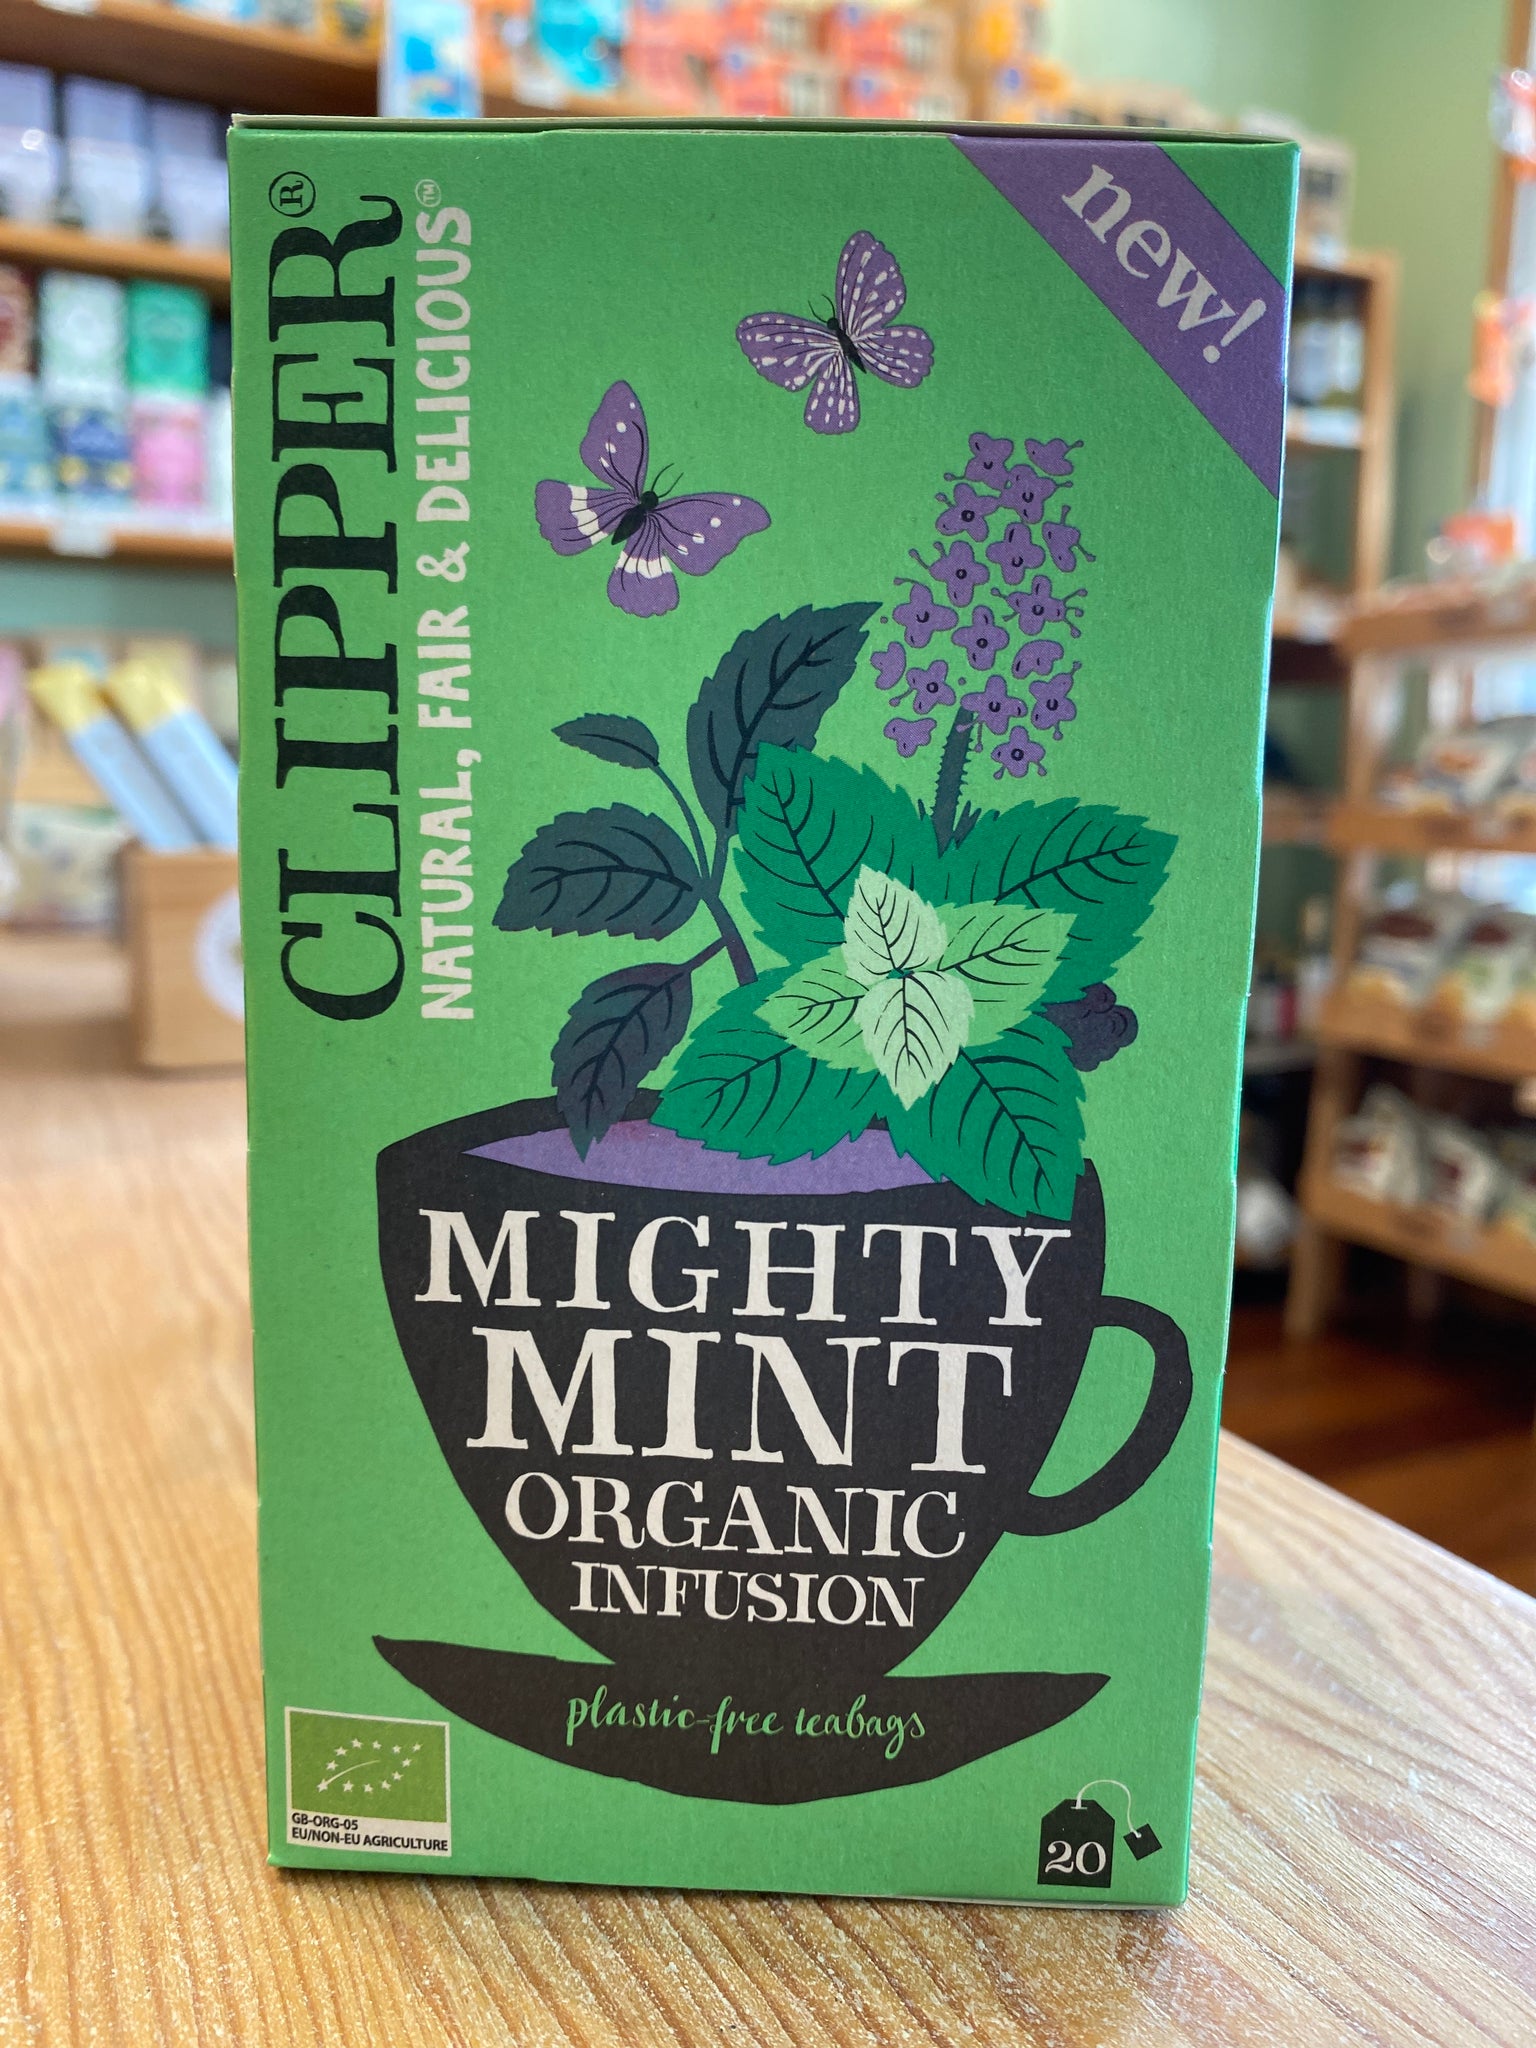 CLIPPER®
NATURAL, FAIR & DELICIOUS™
new!
MIGHTY
MINT
ORGANIC
INFUSION
plastic-free teabags
GB-ORG-05
EU/NON-EU AGRICULTURE
20